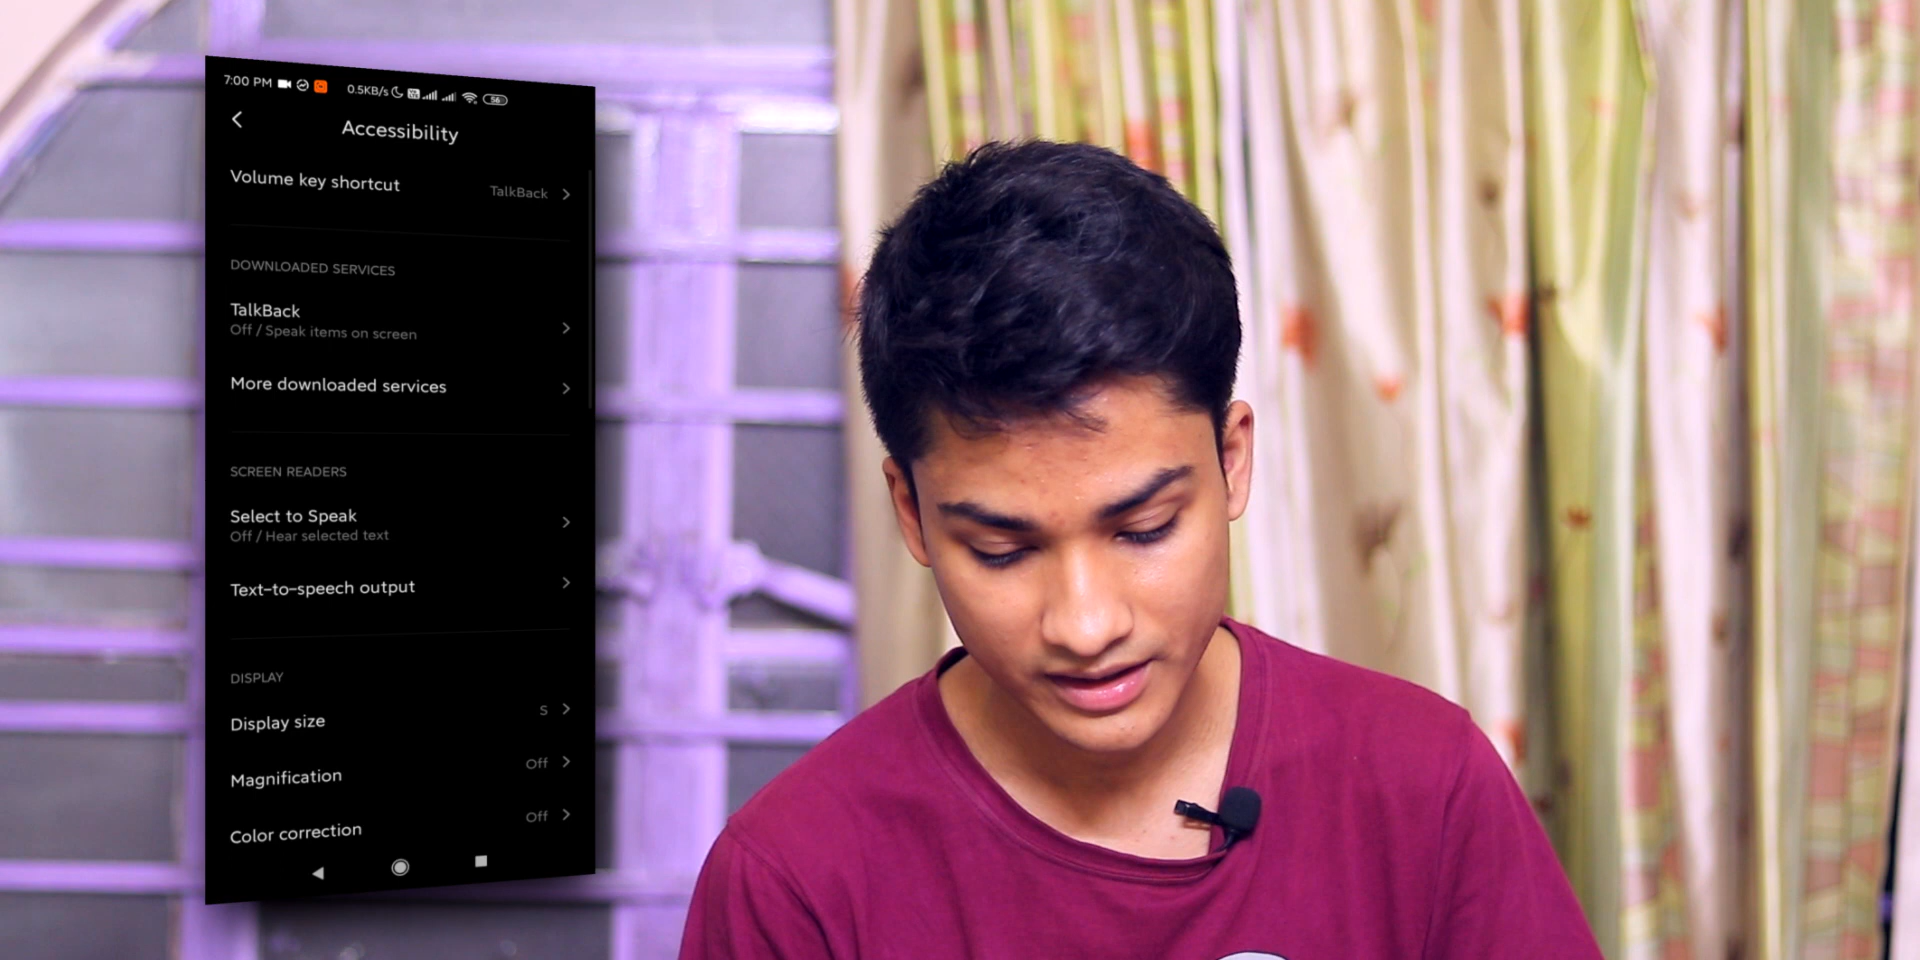 7:00 PM 0.5KB/s 56
Accessibility
Volume key shortcut TalkBack
DOWNLOADED SERVICES
TalkBack
Off / Speak items on screen
More downloaded services
SCREEN READERS
Select to Speak
Off / Hear selected text
Text-to-speech output
DISPLAY
Display size S
Magnification Off
Color correction Off